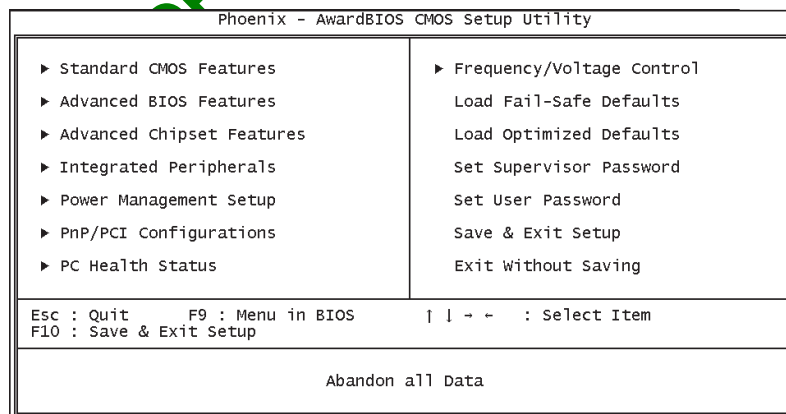 Phoenix - AwardBIOS CMOS Setup Utility
▶ Standard CMOS Features
▶ Advanced BIOS Features
▶ Advanced Chipset Features
▶ Integrated Peripherals
▶ Power Management Setup
▶ PnP/PCI Configurations
▶ PC Health Status
▶ Frequency/Voltage Control
Load Fail-Safe Defaults
Load Optimized Defaults
Set Supervisor Password
Set User Password
Save & Exit Setup
Exit Without Saving
Esc : Quit F9 : Menu in BIOS ↑ ↓ → ← : Select Item
F10 : Save & Exit Setup
Abandon all Data